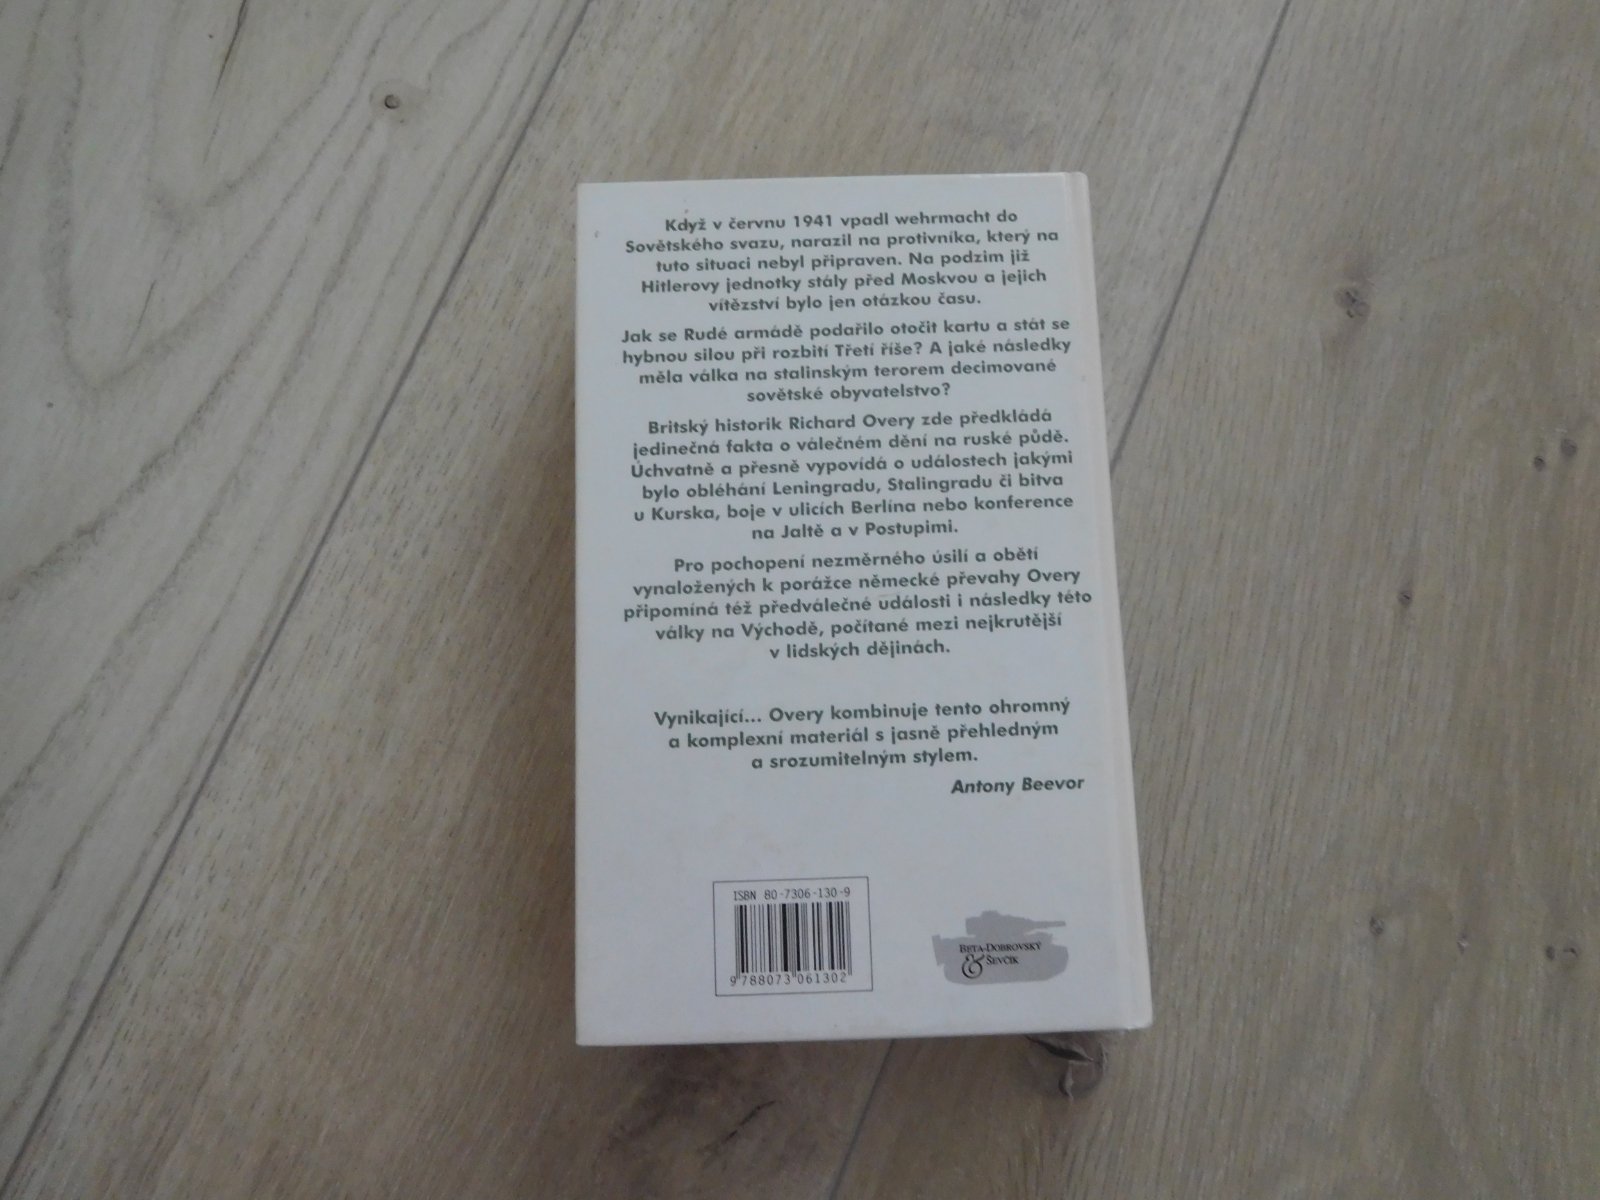 Když v červnu 1941 vpadl wehrmacht do
Sovětského svazu, narazil na protivníka, který na
tuto situaci nebyl připraven. Na podzim již
Hitlerovy jednotky stály před Moskvou a jejich
vítězství bylo jen otázkou času.
Jak se Rudé armádě podařilo otočit kartu a stát se
hybnou silou při rozbití Třetí říše? A jaké následky
měla válka na stalinským terorem decimované
sovětské obyvatelstvo?
Britský historik Richard Overy zde předkládá
jedinečná fakta o válečném dění na ruské půdě.
Úchvatně a přesně vypovídá o událostech jakými
bylo obléhání Leningradu, Stalingradu či bitva
u Kurska, boje v ulicích Berlína nebo konference
na Jaltě a v Postupimi.
Pro pochopení nezměrného úsilí a obětí
vynaložených k porážce německé převahy Overy
připomíná též předválečné události i následky této
války na Východě, počítané mezi nejkrutější
v lidských dějinách.
Vynikající... Overy kombinuje tento ohromný
a komplexní materiál s jasně přehledným
a srozumitelným stylem.
Antony Beevor
ISBN 80-7306-130-9
9 788073 061302
BETA-DOBROVSKÝ
& ŠEVČÍK